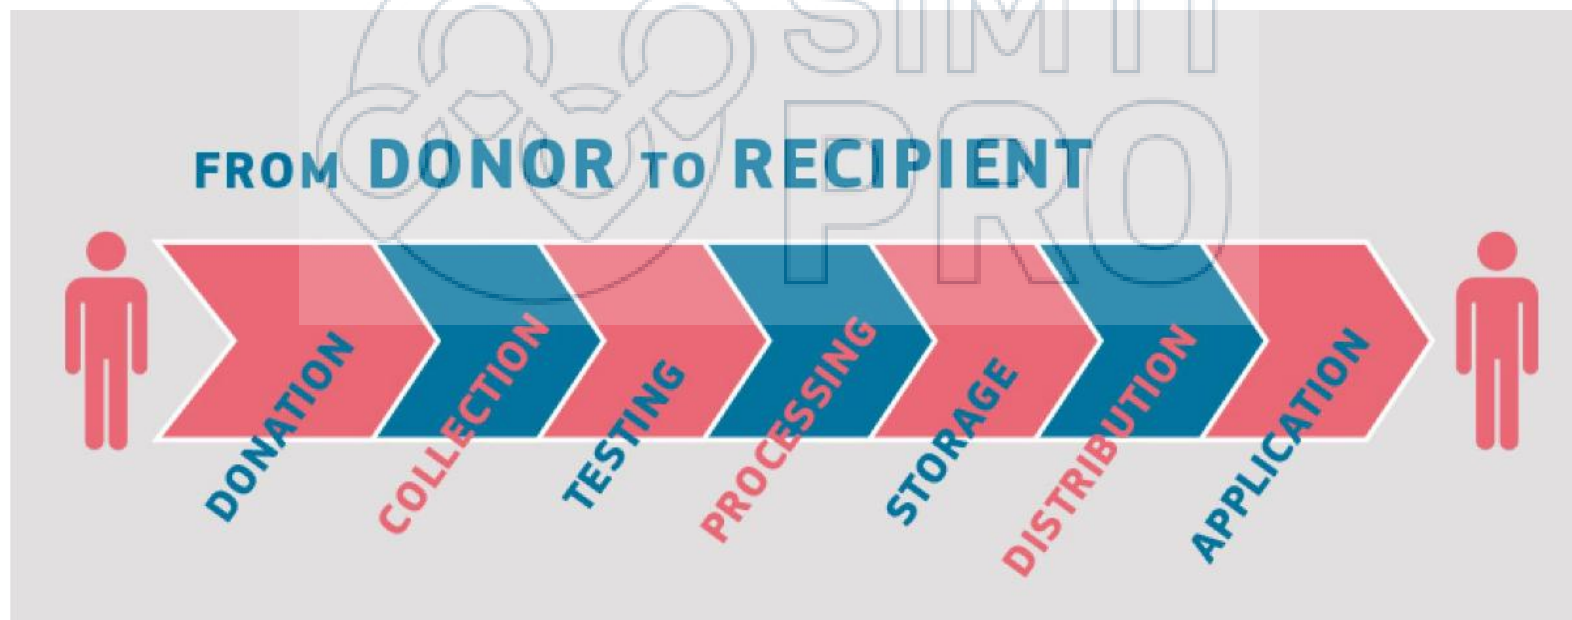 SIMTI
PRO
FROM DONOR TO RECIPIENT
DONATION
COLLECTION
TESTING
PROCESSING
STORAGE
DISTRIBUTION
APPLICATION